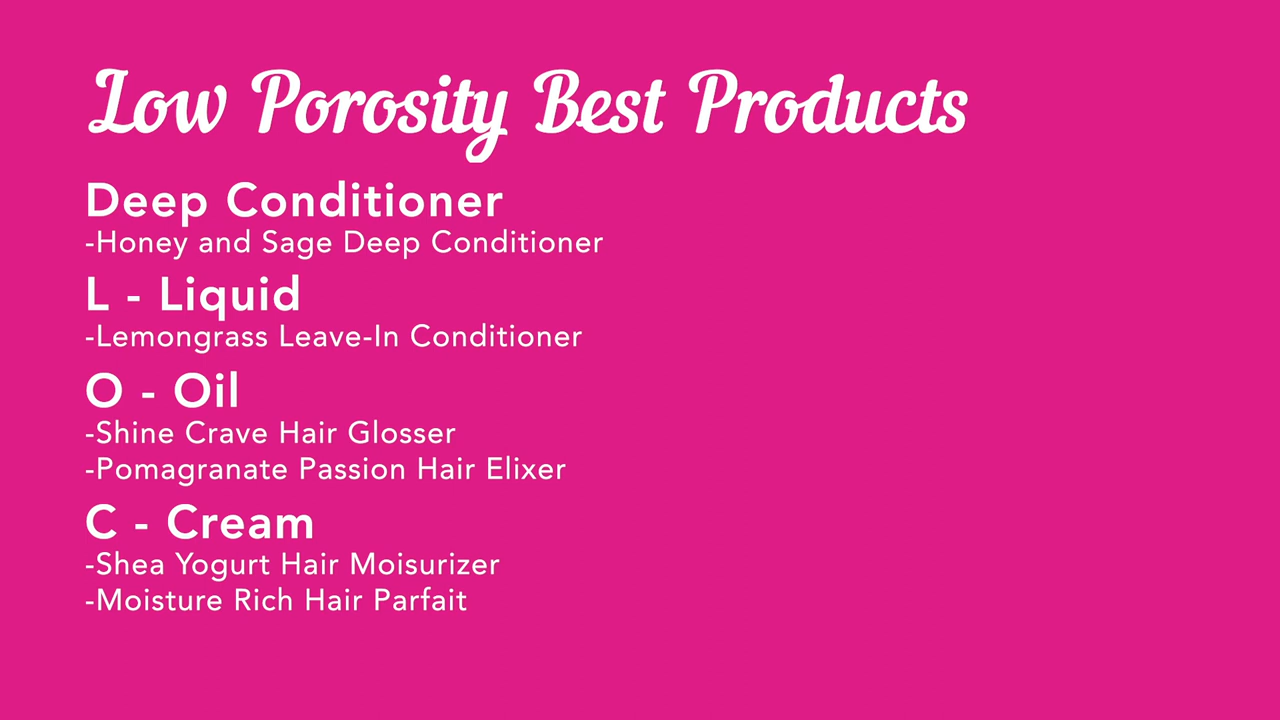 Low Porosity Best Products
Deep Conditioner
-Honey and Sage Deep Conditioner
L - Liquid
-Lemongrass Leave-In Conditioner
O - Oil
-Shine Crave Hair Glosser
-Pomagranate Passion Hair Elixer
C - Cream
-Shea Yogurt Hair Moisurizer
-Moisture Rich Hair Parfait